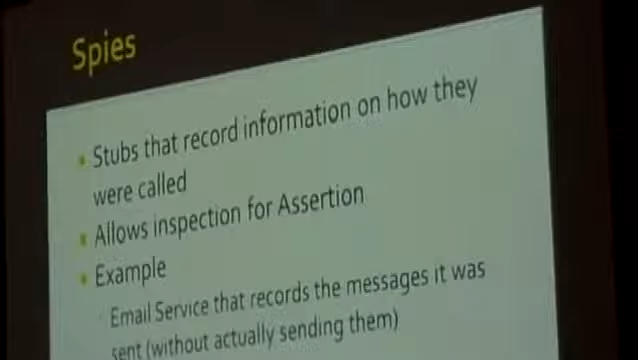 Spies
Stubs that record information on how they
were called
Allows inspection for Assertion
Example
Email Service that records the messages it was
sent (without actually sending them)